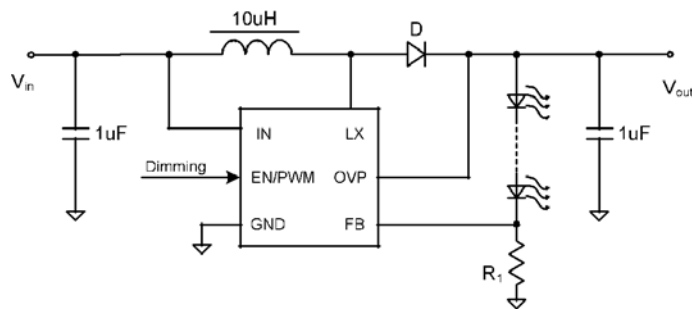 10uH
D
Vin
Vout
1uF
IN
LX
1uF
Dimming
EN/PWM
OVP
GND
FB
R1